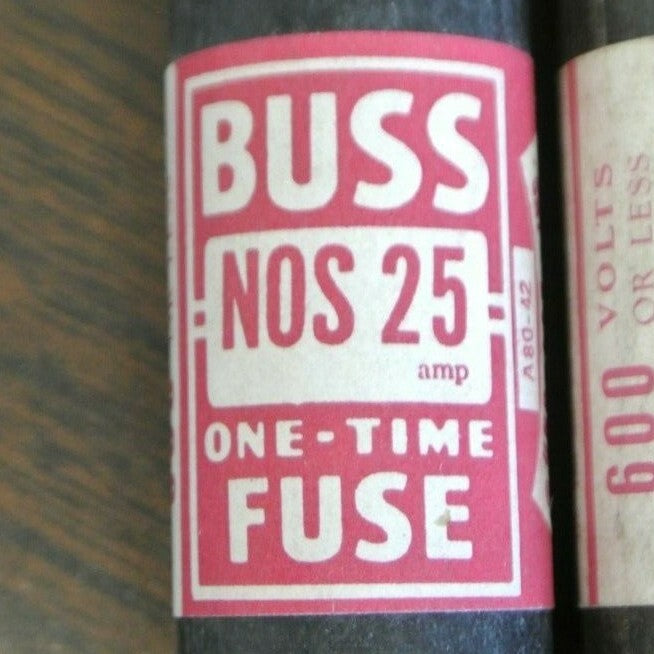 BUSS
NOS 25
amp
ONE-TIME
FUSE
A80-42
600 VOLTS
OR LESS